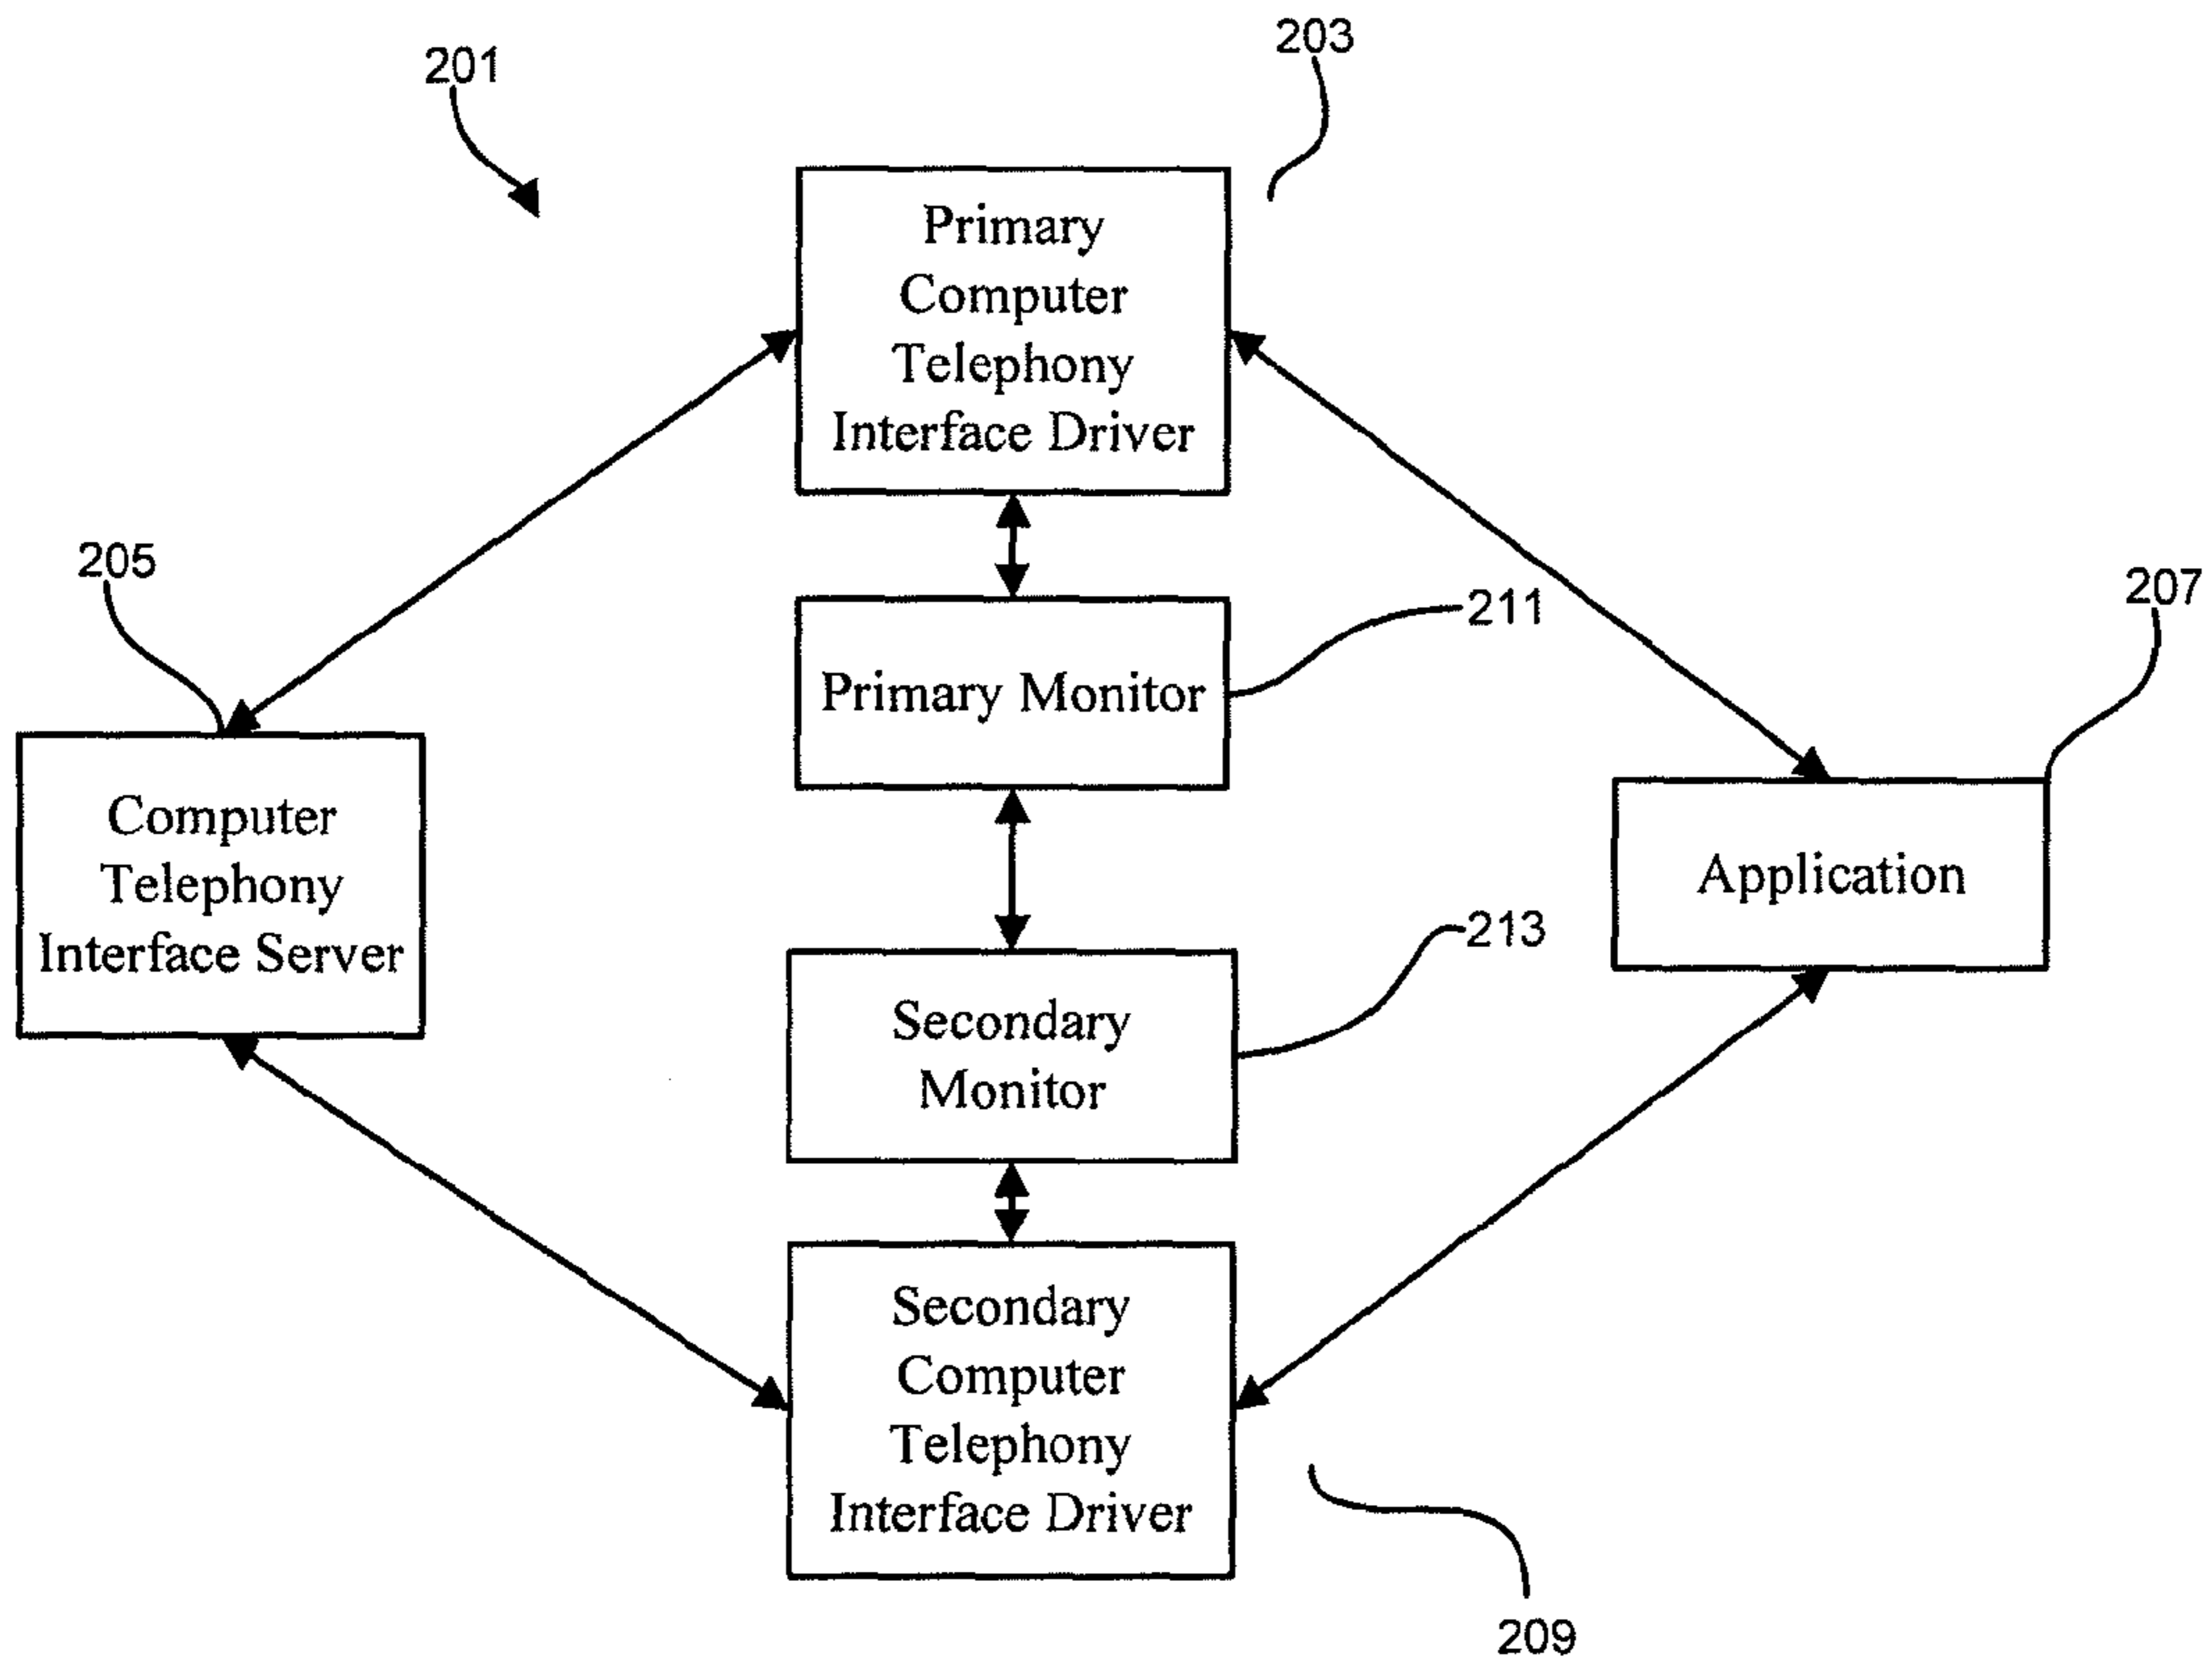 203
201
Primary
Computer
Telephony
Interface Driver
205
207
211
Primary Monitor
Computer
Telephony
Interface Server
Application
213
Secondary
Monitor
Secondary
Computer
Telephony
Interface Driver
209